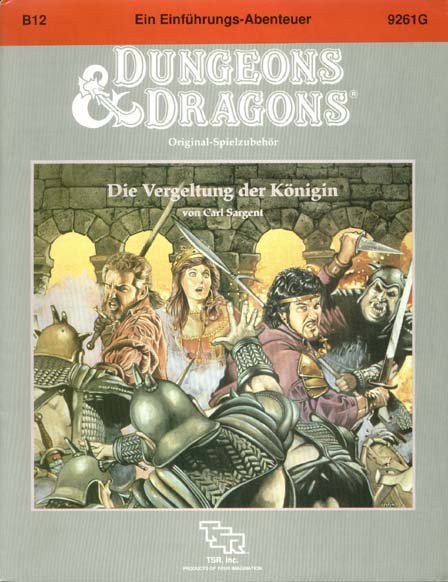 B12 Ein Einführungs-Abenteuer 9261G
DUNGEONS
& DRAGONS®
Original-Spielzubehör
Die Vergeltung der Königin
von Carl Sargent
TSR
TSR, Inc.
PRODUCTS OF YOUR IMAGINATION